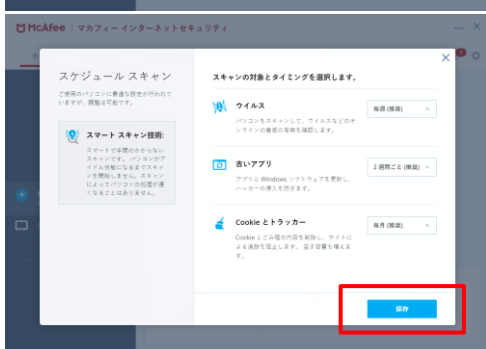 McAfee | マカフィー インターネットセキュリティ
スケジュール スキャン
ご使用のパソコンに最適な設定が行われて
いますが、調整は可能です。
スマート スキャン技術:
スマートで手間のかからない
スキャンです。 パソコンがア
イドル状態になるまでスキャ
ンを開始しません。スキャン
によってパソコンの処理が遅
くなることはありません。
スキャンの対象とタイミングを選択します。
ウイルス
パソコンをスキャンして、ウイルスなどのオ
ンラインの脅威の有無を確認します。
毎週 (推奨)
古いアプリ
アプリと Windows ソフトウェアを更新し、
ハッカーの侵入を防ぎます。
2 週間ごと (推奨)
Cookie とトラッカー
Cookie とごみ箱の内容を削除し、サイトに
よる追跡を阻止します。 空き容量も増えま
す。
毎月 (推奨)
保存